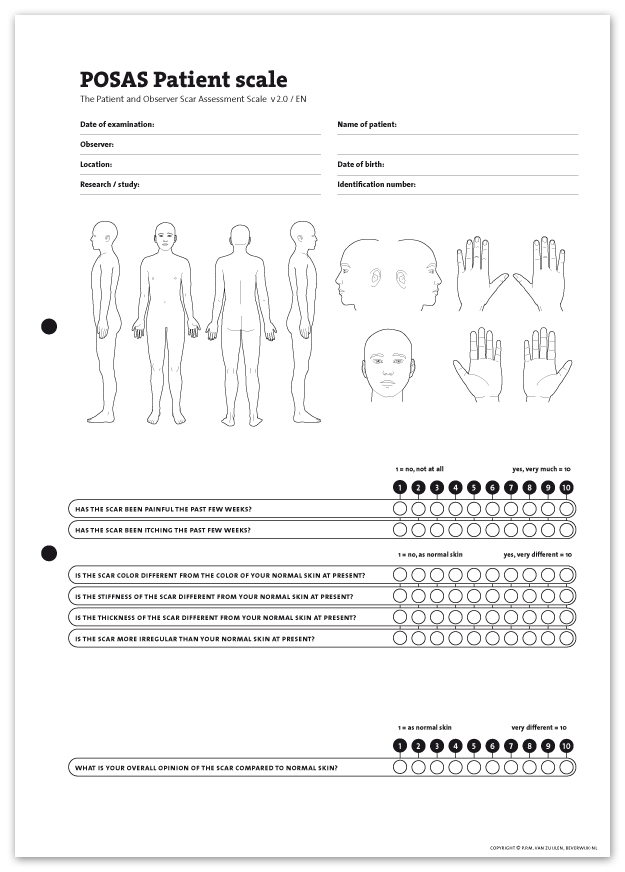 POSAS Patient scale
The Patient and Observer Scar Assessment Scale v2.0 / EN
Date of examination:
Name of patient:
Observer:
Location:
Date of birth:
Research / study:
Identification number:
1 = no, not at all yes, very much = 10
1 2 3 4 5 6 7 8 9 10
HAS THE SCAR BEEN PAINFUL THE PAST FEW WEEKS?
HAS THE SCAR BEEN ITCHING THE PAST FEW WEEKS?
1 = no, as normal skin yes, very different = 10
IS THE SCAR COLOR DIFFERENT FROM THE COLOR OF YOUR NORMAL SKIN AT PRESENT?
IS THE STIFFNESS OF THE SCAR DIFFERENT FROM YOUR NORMAL SKIN AT PRESENT?
IS THE THICKNESS OF THE SCAR DIFFERENT FROM YOUR NORMAL SKIN AT PRESENT?
IS THE SCAR MORE IRREGULAR THAN YOUR NORMAL SKIN AT PRESENT?
1 = as normal skin very different = 10
1 2 3 4 5 6 7 8 9 10
WHAT IS YOUR OVERALL OPINION OF THE SCAR COMPARED TO NORMAL SKIN?
COPYRIGHT © P.P.M. VAN ZUIJLEN, BEVERWIJK-NL